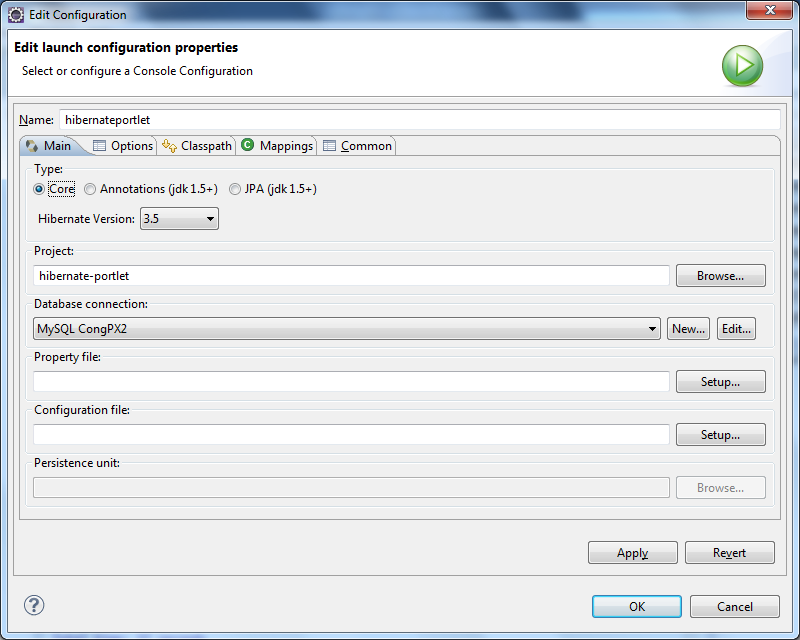 Edit Configuration
Edit launch configuration properties
Select or configure a Console Configuration
Name: hibernateportlet
Main Options Classpath Mappings Common
Type:
Core Annotations (jdk 1.5+) JPA (jdk 1.5+)
Hibernate Version: 3.5
Project:
hibernate-portlet Browse...
Database connection:
MySQL CongPX2 New... Edit...
Property file:
Setup...
Configuration file:
Setup...
Persistence unit:
Browse...
Apply Revert
OK Cancel